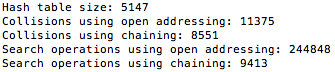 Hash table size: 5147
Collisions using open addressing: 11375
Collisions using chaining: 8551
Search operations using open addressing: 244848
Search operations using chaining: 9413